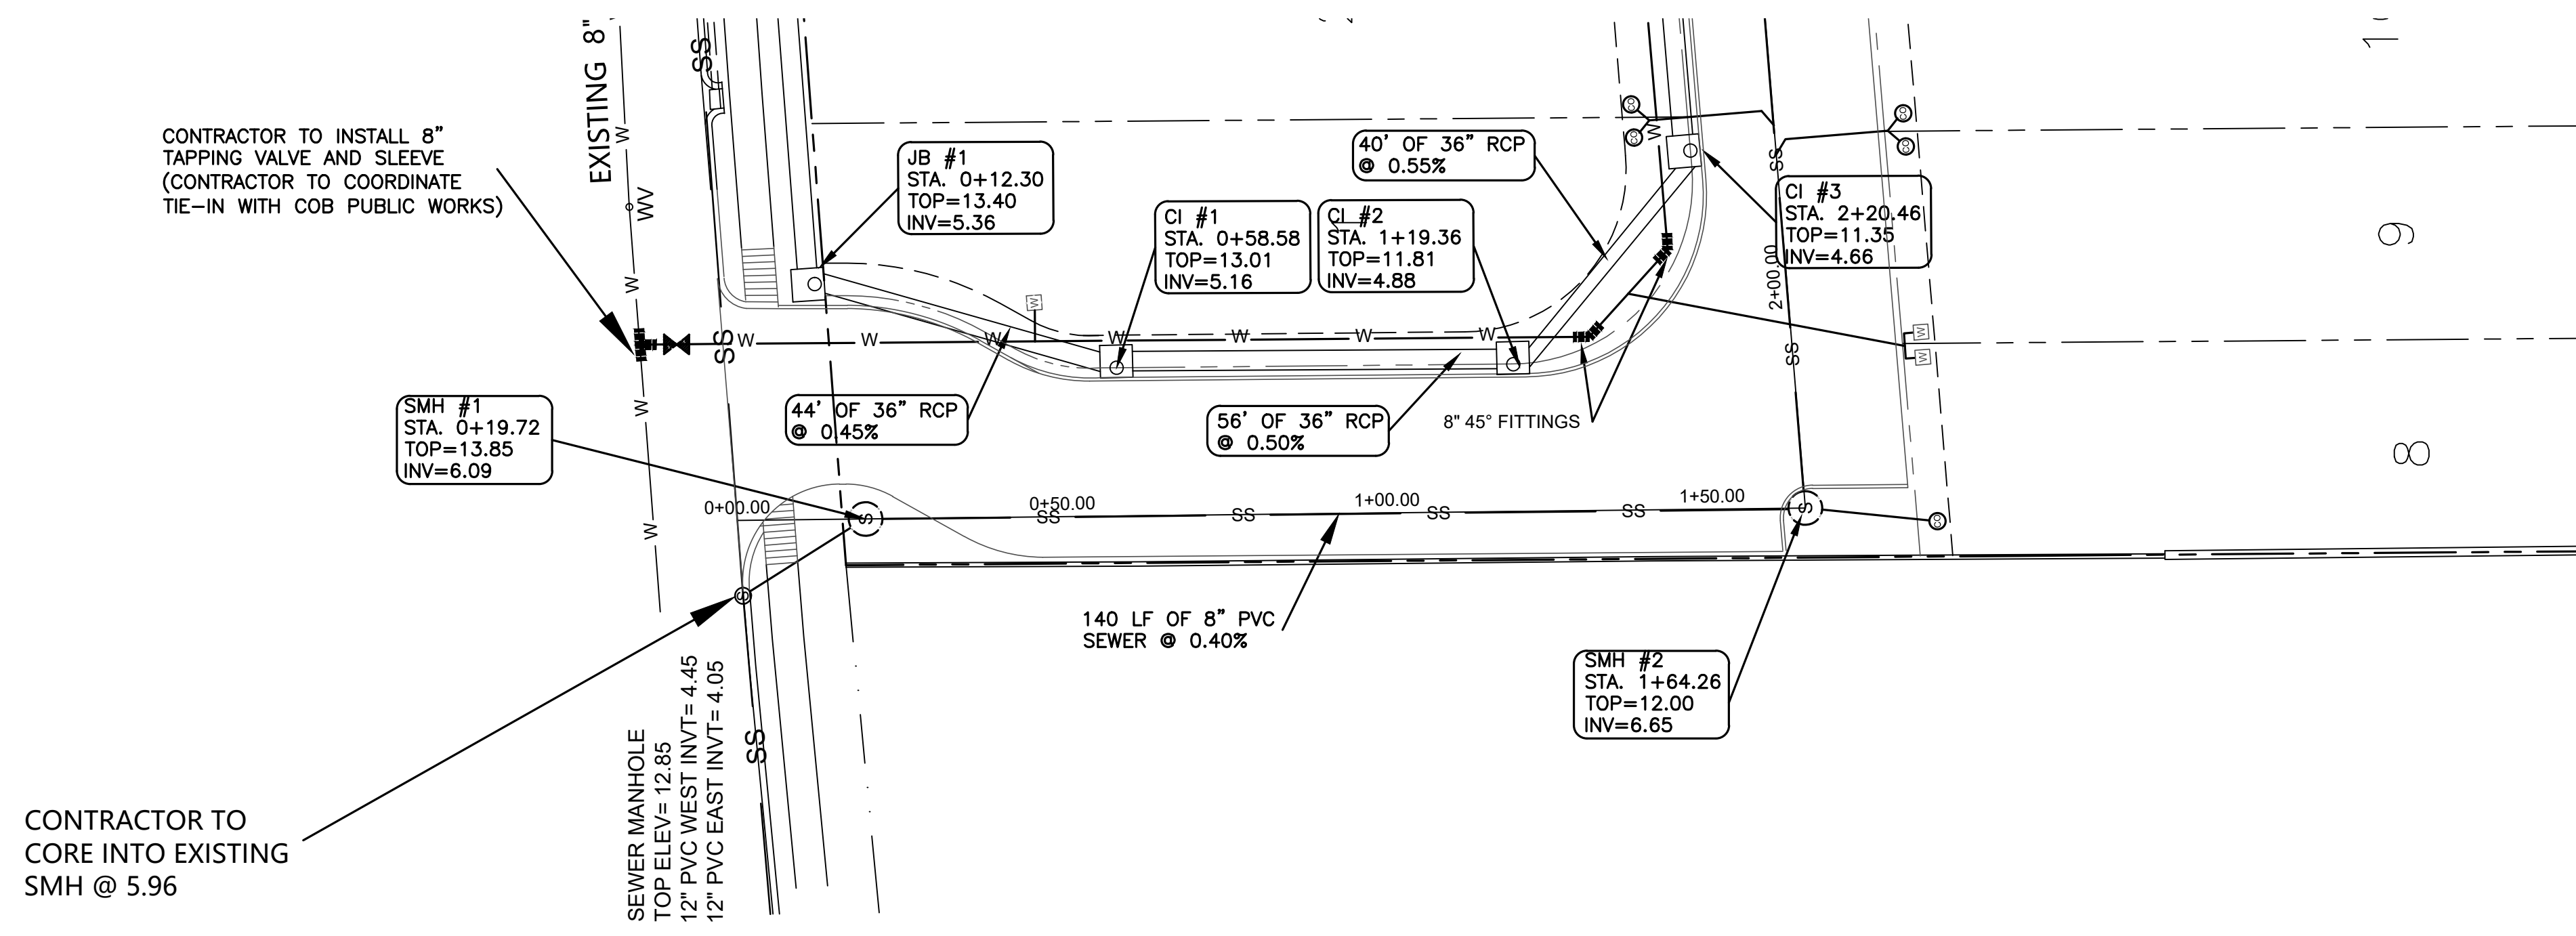 EXISTING 8"
SS
10
CONTRACTOR TO INSTALL 8”
TAPPING VALVE AND SLEEVE
(CONTRACTOR TO COORDINATE
TIE-IN WITH COB PUBLIC WORKS)
W
WV
W
W
W
JB #1
STA. 0+12.30
TOP=13.40
INV=5.36
CI #1
STA. 0+58.58
TOP=13.01
INV=5.16
CI #2
STA. 1+19.36
TOP=11.81
INV=4.88
40' OF 36” RCP
@ 0.55%
CO
CO
W
SS
CO
CO
CI #3
STA. 2+20.46
TOP=11.35
INV=4.66
2+00.00
9
W
SS
W
W
W
W
W
W
W
W
SS
W
W
SMH #1
STA. 0+19.72
TOP=13.85
INV=6.09
44' OF 36” RCP
@ 0.45%
56' OF 36” RCP
@ 0.50%
8" 45° FITTINGS
8
0+00.00
S
0+50.00
SS
SS
1+00.00
SS
SS
1+50.00
S
CO
S
140 LF OF 8” PVC
SEWER @ 0.40%
SMH #2
STA. 1+64.26
TOP=12.00
INV=6.65
SS
SEWER MANHOLE
TOP ELEV= 12.85
12" PVC WEST INVT= 4.45
12" PVC EAST INVT= 4.05
CONTRACTOR TO
CORE INTO EXISTING
SMH @ 5.96